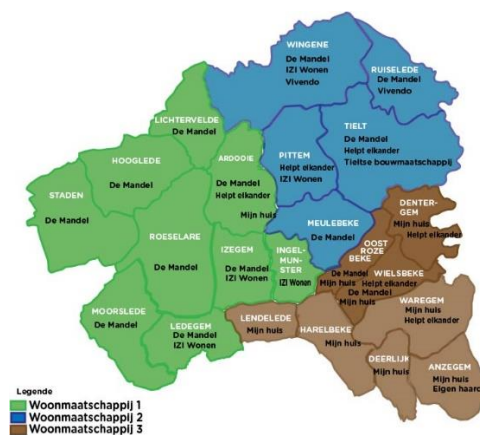 WINGENE
De Mandel
IZI Wonen
Vivendo
RUISELEDE
De Mandel
Vivendo
LICHTERVELDE
De Mandel
TIELT
De Mandel
Helpt elkander
Tieltse bouwmaatschappij
PITTEM
Helpt elkander
IZI Wonen
HOOGLEDE
De Mandel
ARDOOIE
De Mandel
Helpt elkander
Mijn huis
STADEN
De Mandel
DENTER-
GEM
Mijn huis
Helpt elkander
MEULEBEKE
De Mandel
ROESELARE
De Mandel
IZEGEM
De Mandel
IZI Wonen
INGEL-
MUNSTER
IZI Wonen
OOST
ROZE
BEKE
De Mandel
Mijn huis
WIELSBEKE
Helpt elkander
De Mandel
Mijn huis
WAREGEM
Mijn huis
Helpt elkander
MOORSLEDE
De Mandel
LEDEGEM
De Mandel
IZI Wonen
LENDELEDE
Mijn huis
HARELBEKE
Mijn huis
DEERLIJK
Mijn huis
ANZEGEM
Mijn huis
Eigen haard
Legende
Woonmaatschappij 1
Woonmaatschappij 2
Woonmaatschappij 3